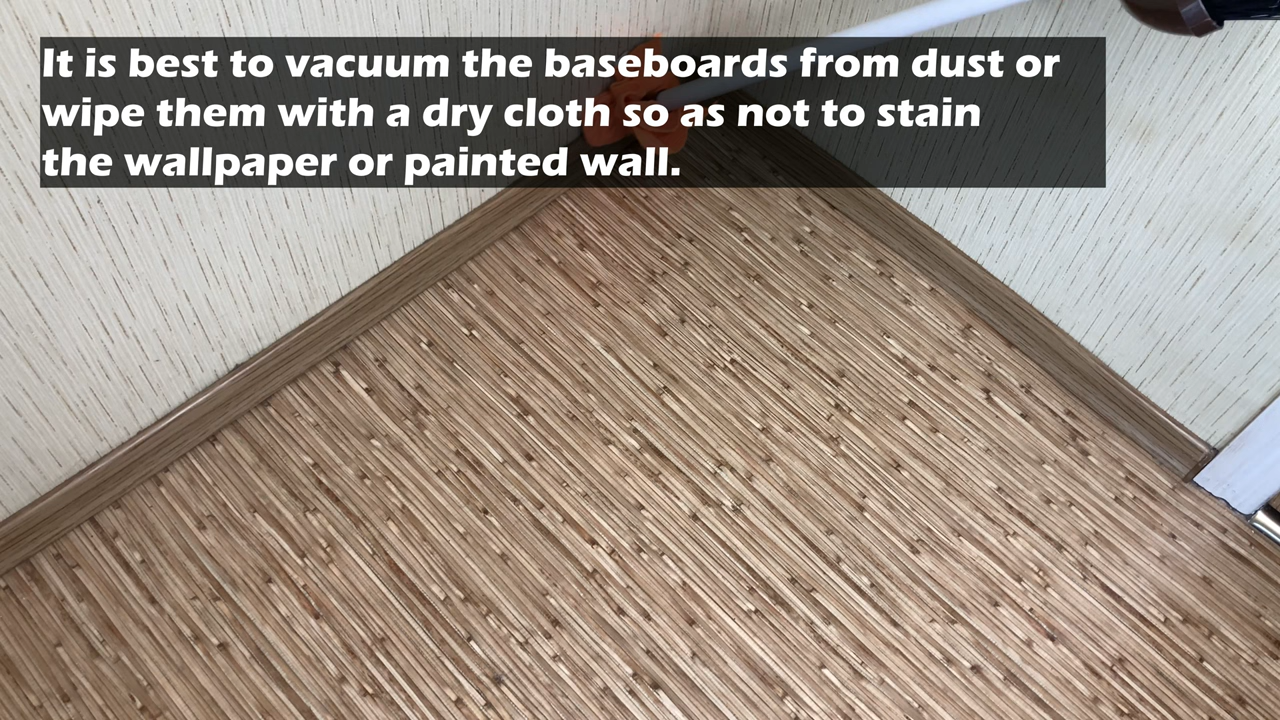 It is best to vacuum the baseboards from dust or
wipe them with a dry cloth so as not to stain
the wallpaper or painted wall.